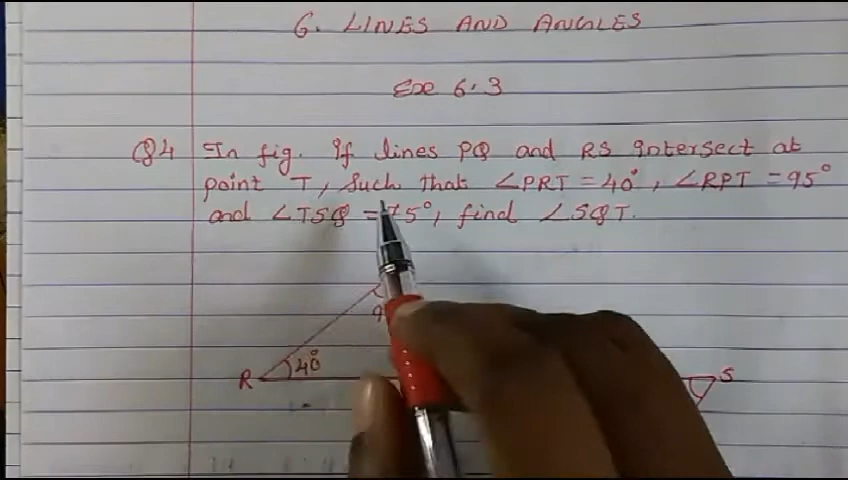 6. LINES AND ANGLES
Ex 6.3
Q4 In fig. If lines PQ and RS intersect at
point T, such that ∠PRT = 40°, ∠RPT = 95°
and ∠TSQ = 75°, find ∠SQT.
9
R 40° S